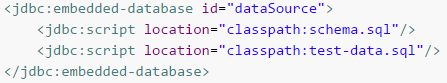 <jdbc:embedded-database id="dataSource">
    <jdbc:script location="classpath:schema.sql"/>
    <jdbc:script location="classpath:test-data.sql"/>
</jdbc:embedded-database>